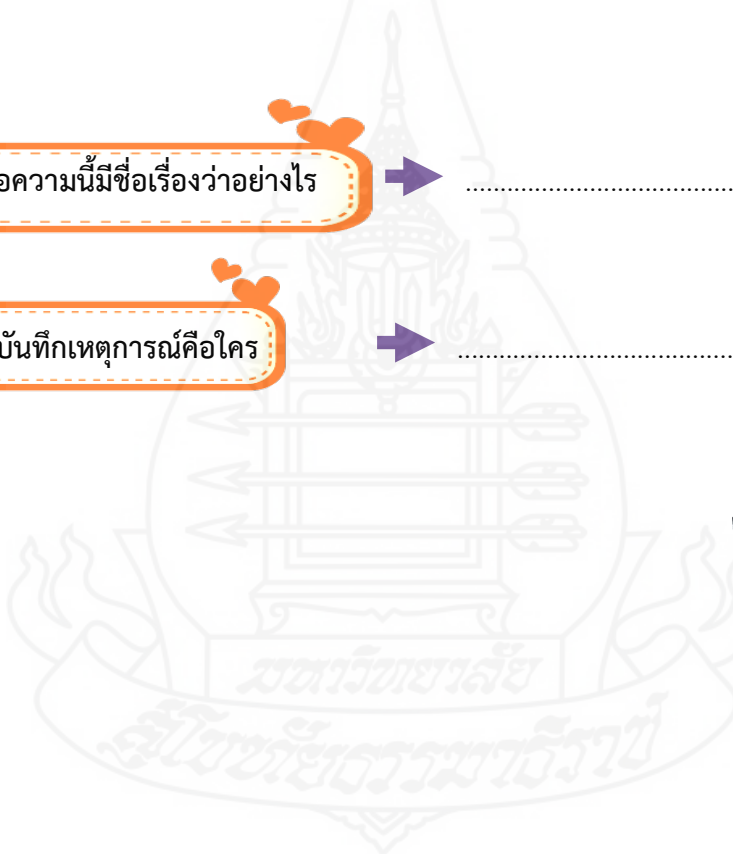 อความนี้มีชื่อเรื่องว่าอย่างไร ....................................
บันทึกเหตุการณ์คือใคร ....................................
มหาวิทยาลัย
สุโขทัยธรรมาธิราช